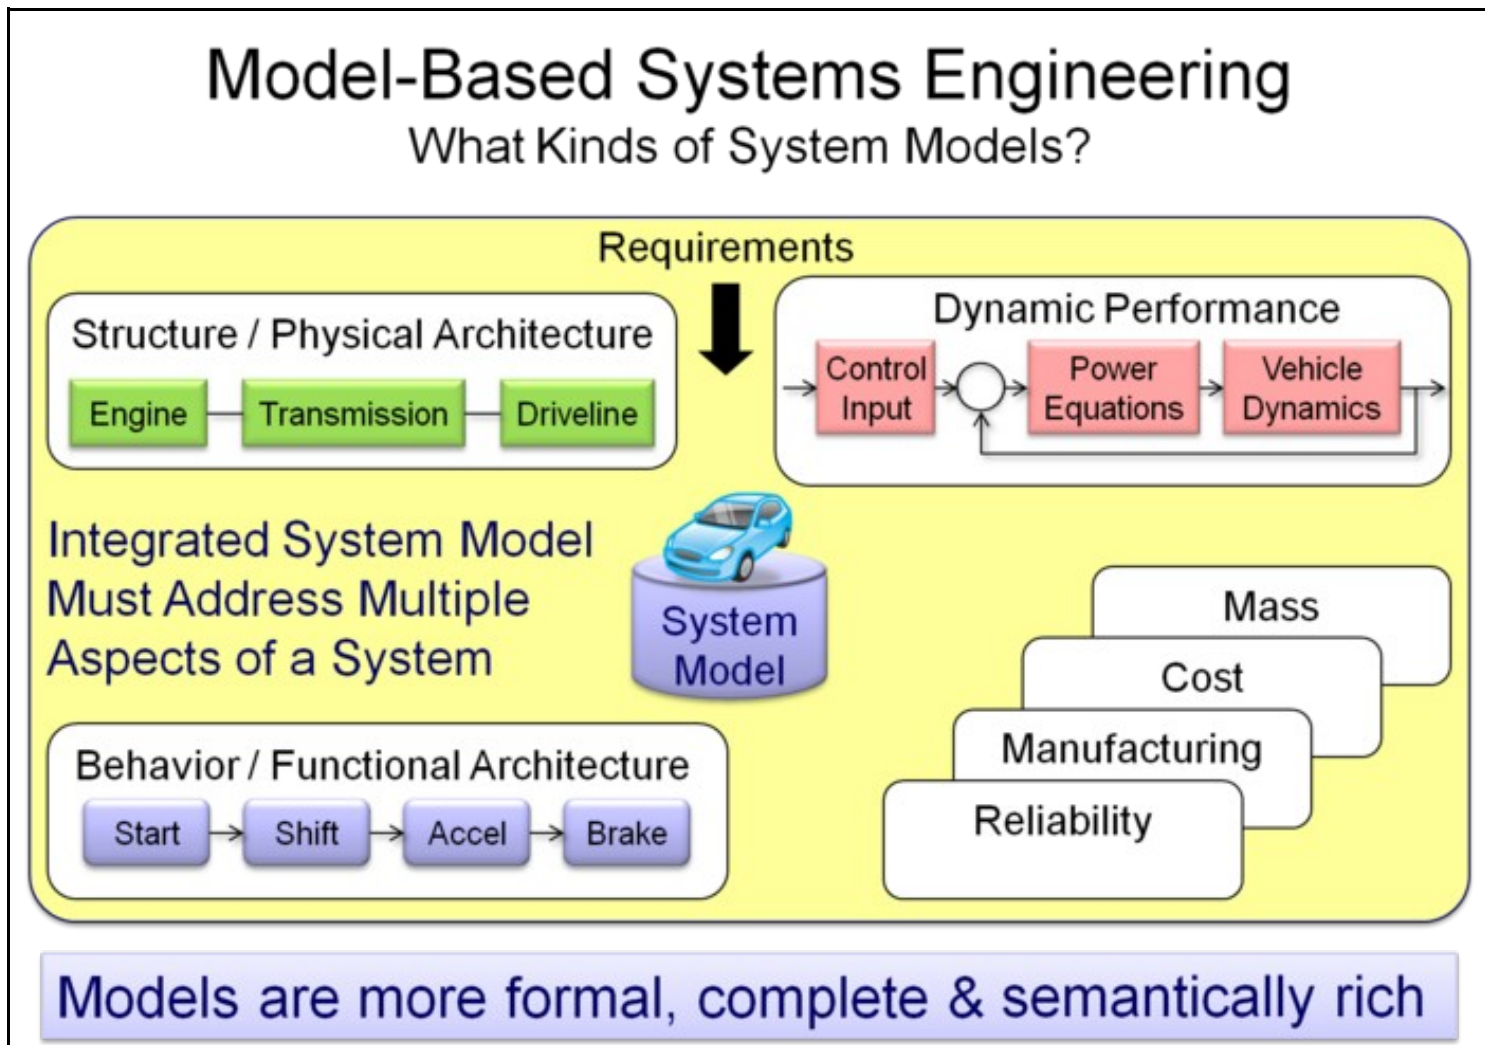 Model-Based Systems Engineering
What Kinds of System Models?
Requirements
Structure / Physical Architecture
Engine
Transmission
Driveline
Dynamic Performance
Control
Input
Power
Equations
Vehicle
Dynamics
Integrated System Model
Must Address Multiple
Aspects of a System
System
Model
Mass
Cost
Manufacturing
Reliability
Behavior / Functional Architecture
Start
Shift
Accel
Brake
Models are more formal, complete & semantically rich